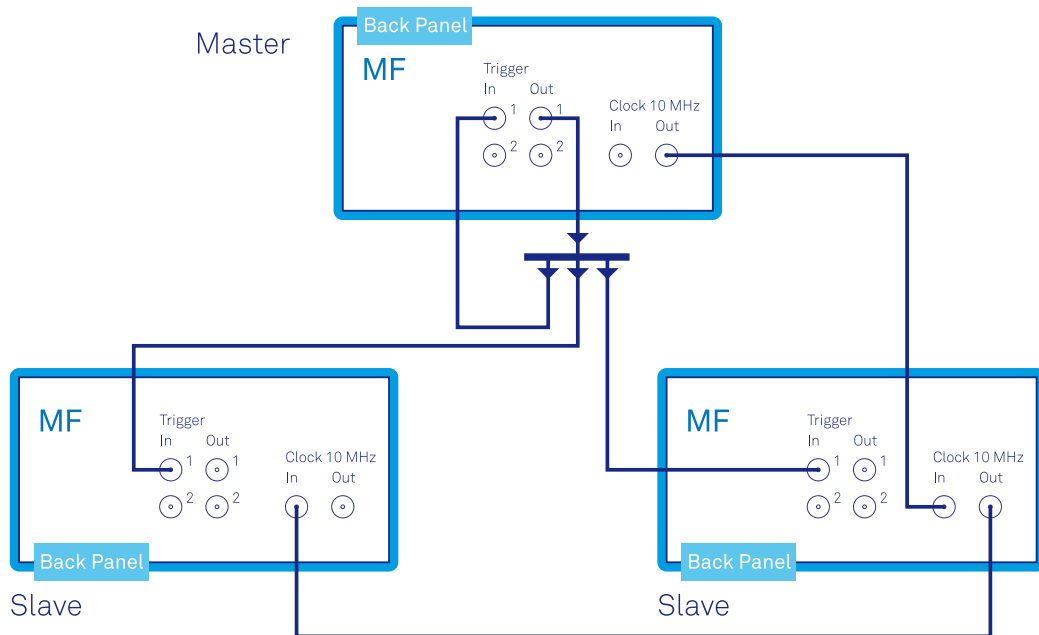 Back Panel
Master
MF
Trigger
In Out
1 1
Clock 10 MHz
In Out
2 2
MF
Trigger
In Out
1 1
Clock 10 MHz
In Out
2 2
Back Panel
Slave
MF
Trigger
In Out
1 1
Clock 10 MHz
In Out
2 2
Back Panel
Slave